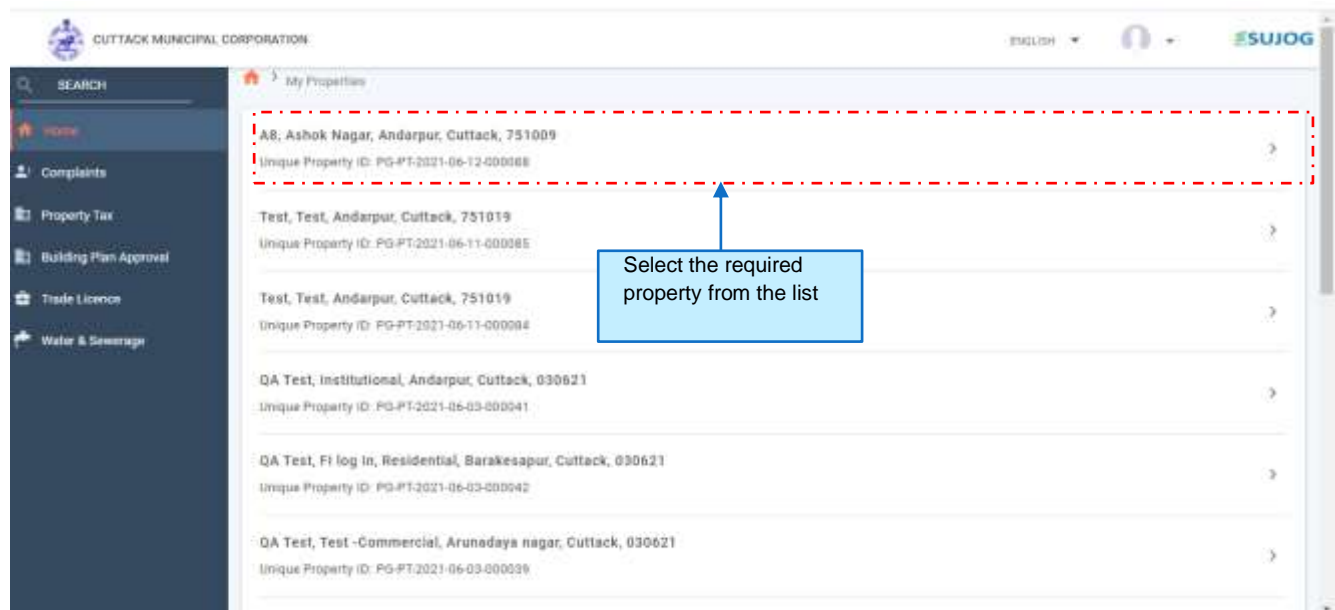 CUTTACK MUNICIPAL CORPORATION
ENGLISH
SUJOG
SEARCH
My Properties
Home
Complaints
Property Tax
Building Plan Approval
Trade Licence
Water & Sewerage
A8, Ashok Nagar, Andarpur, Cuttack, 751009
Unique Property ID: PG-PT-2021-06-12-000088
Test, Test, Andarpur, Cuttack, 751019
Unique Property ID: PG-PT-2021-06-11-000085
Test, Test, Andarpur, Cuttack, 751019
Unique Property ID: PG-PT-2021-06-11-000084
Select the required
property from the list
QA Test, Institutional, Andarpur, Cuttack, 030621
Unique Property ID: PG-PT-2021-06-03-000041
QA Test, FI log In, Residential, Barakesapur, Cuttack, 030621
Unique Property ID: PG-PT-2021-06-03-000042
QA Test, Test -Commercial, Arunadaya nagar, Cuttack, 030621
Unique Property ID: PG-PT-2021-06-03-000039